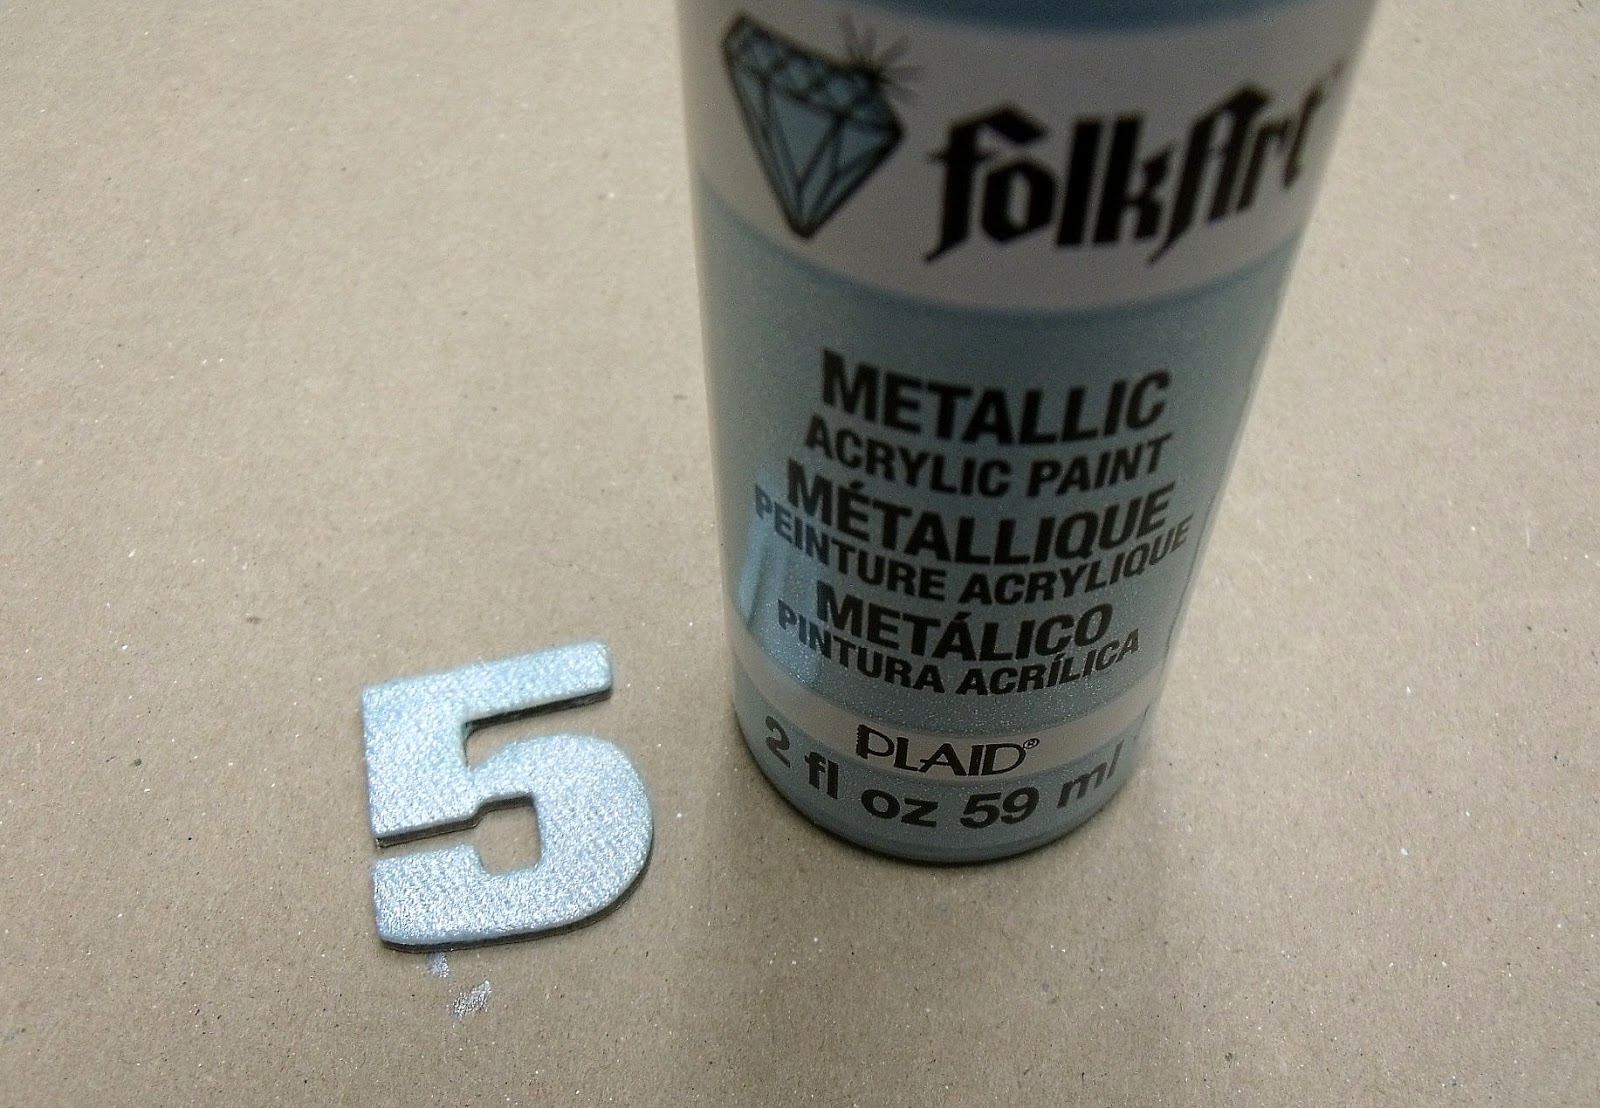 folkArt
METALLIC
ACRYLIC PAINT
MÉTALLIQUE
PEINTURE ACRYLIQUE
METÁLICO
PINTURA ACRÍLICA
PLAID®
2 fl oz 59 ml
5